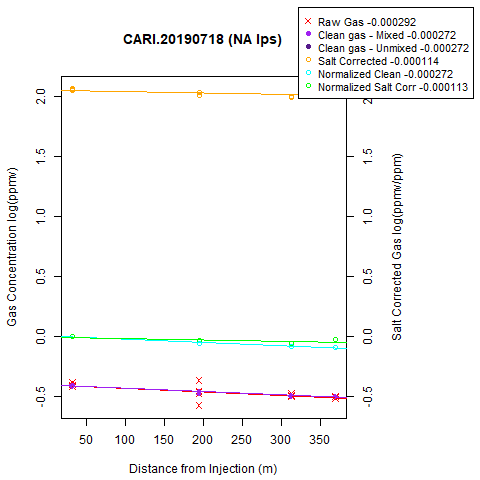 CARI.20190718 (NA lps)
Raw Gas -0.000292
Clean gas - Mixed -0.000272
Clean gas - Unmixed -0.000272
Salt Corrected -0.000114
Normalized Clean -0.000272
Normalized Salt Corr -0.000113
Gas Concentration log(ppmv)
2.0
1.5
1.0
0.5
0.0
-0.5
2.0
1.5
1.0
0.5
0.0
-0.5
Salt Corrected Gas log(ppmv/ppm)
50 100 150 200 250 300 350
Distance from Injection (m)